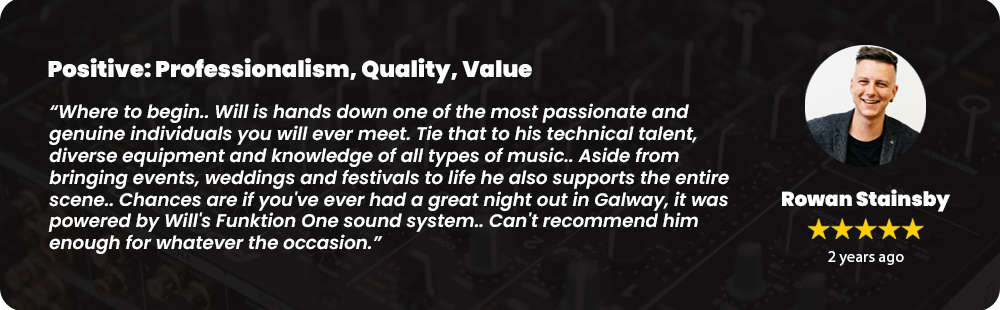 Positive: Professionalism, Quality, Value
“Where to begin.. Will is hands down one of the most passionate and
genuine individuals you will ever meet. Tie that to his technical talent,
diverse equipment and knowledge of all types of music.. Aside from
bringing events, weddings and festivals to life he also supports the entire
scene.. Chances are if you've ever had a great night out in Galway, it was
powered by Will's Funktion One sound system.. Can't recommend him
enough for whatever the occasion.”
Rowan Stainsby
2 years ago